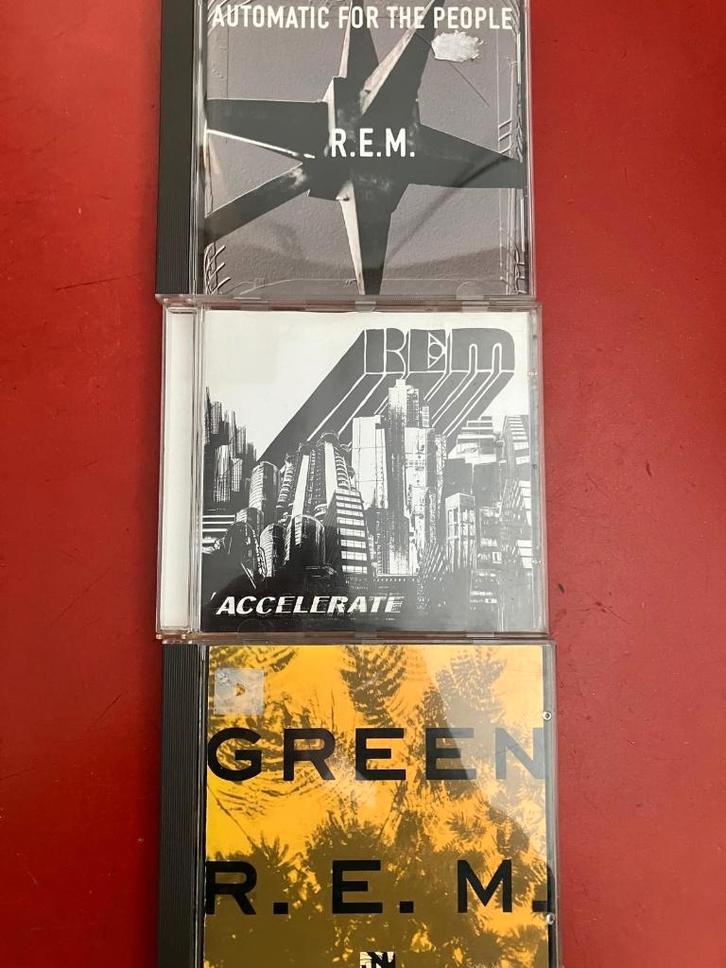 AUTOMATIC FOR THE PEOPLE
R.E.M.
REM
ACCELERATE
GREEN
R. E. M.